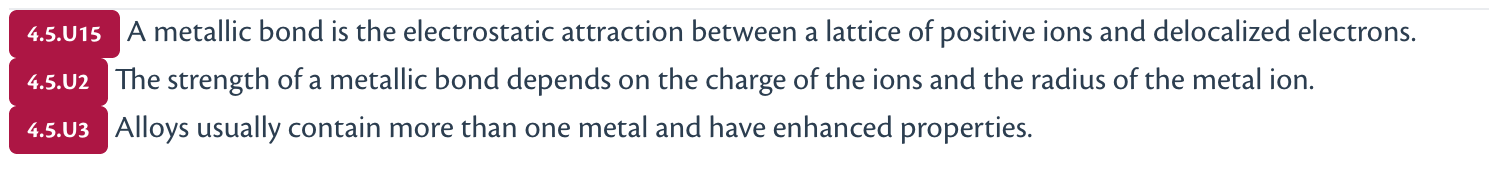 4.5.U15 A metallic bond is the electrostatic attraction between a lattice of positive ions and delocalized electrons.
4.5.U2 The strength of a metallic bond depends on the charge of the ions and the radius of the metal ion.
4.5.U3 Alloys usually contain more than one metal and have enhanced properties.